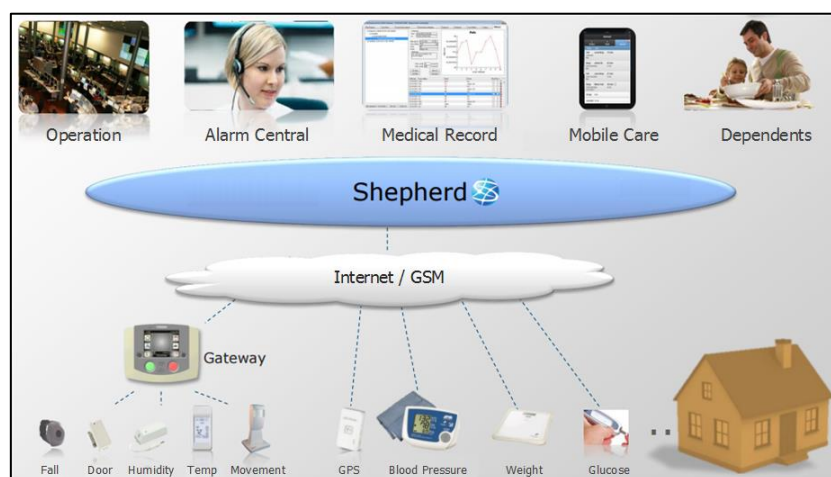 Operation
Alarm Central
Medical Record
Mobile Care
Dependents
Shepherd
Internet / GSM
Gateway
Fall
Door
Humidity
Temp
Movement
GPS
Blood Pressure
Weight
Glucose